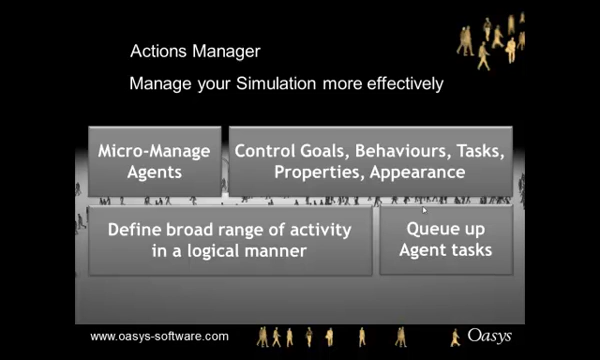 Actions Manager
Manage your Simulation more effectively
Micro-Manage
Agents
Control Goals, Behaviours, Tasks,
Properties, Appearance
Define broad range of activity
in a logical manner
Queue up
Agent tasks
www.oasys-software.com
Oasys